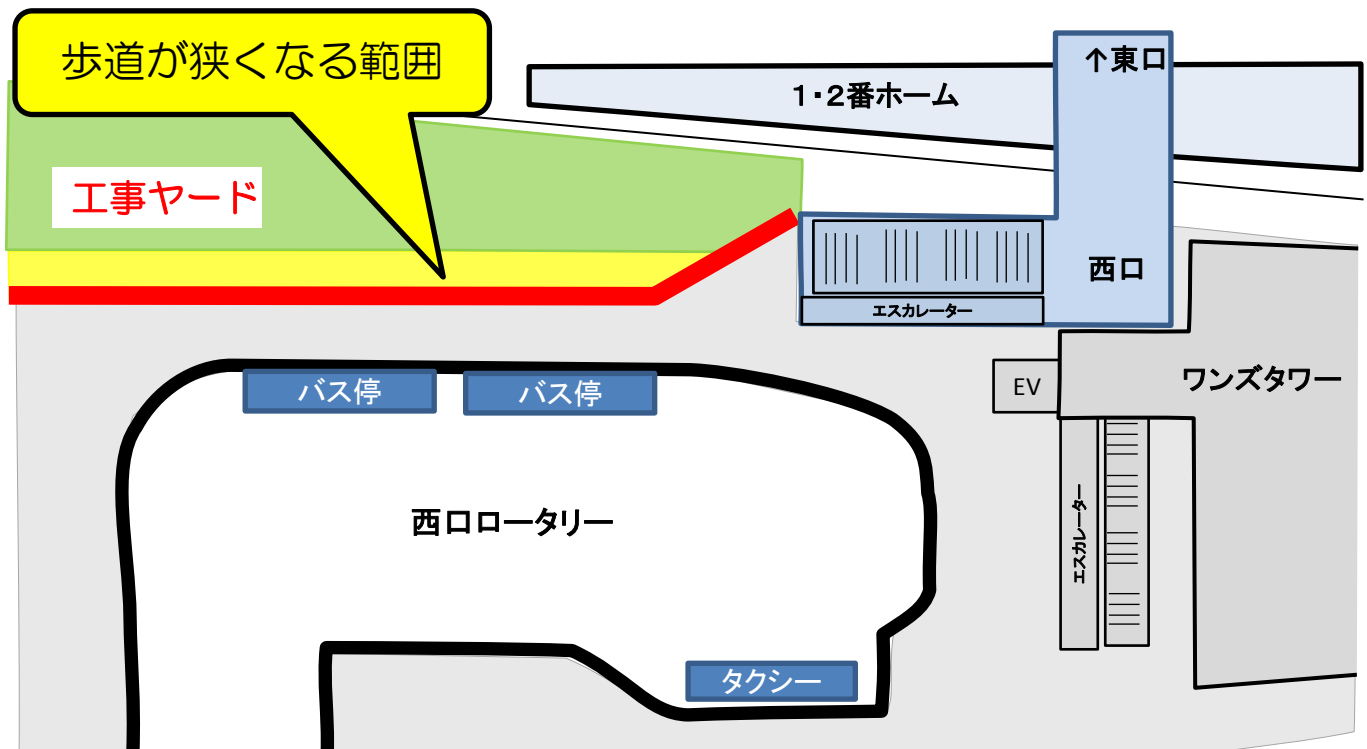 歩道が狭くなる範囲
↑東口
1・2番ホーム
工事ヤード
西口
エスカレーター
ワンズタワー
EV
バス停
バス停
エスカレーター
西口ロータリー
タクシー